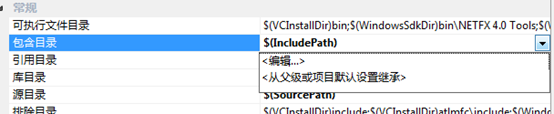 常规
可执行文件目录 $(VCInstallDir)bin;$(WindowsSdkDir)bin\NETFX 4.0 Tools;$(W
包含目录 $(IncludePath)
引用目录 <编辑...>
库目录 <从父级或项目默认设置继承>
源目录 $(SourcePath)
排除目录 $(VCInstallDir)include;$(VCInstallDir)atlmfc\include;$(Windo